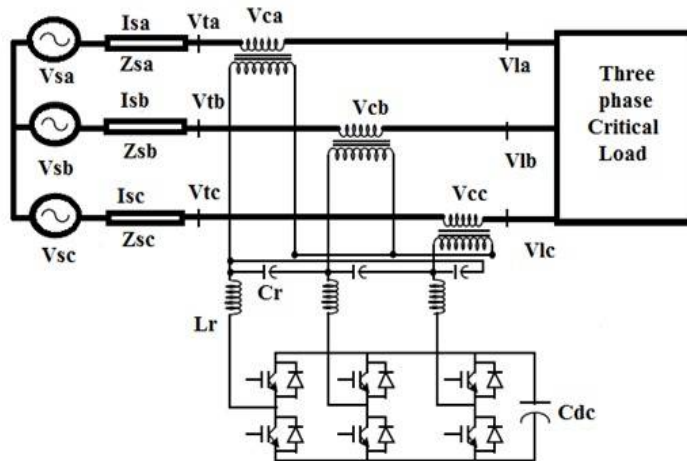 Isa
Vta
Vca
Vsa
Zsa
Vla
Isb
Vtb
Vcb
Vsb
Zsb
Vlb
Isc
Vtc
Vcc
Vsc
Zsc
Vlc
Three
phase
Critical
Load
Cr
Lr
Cdc